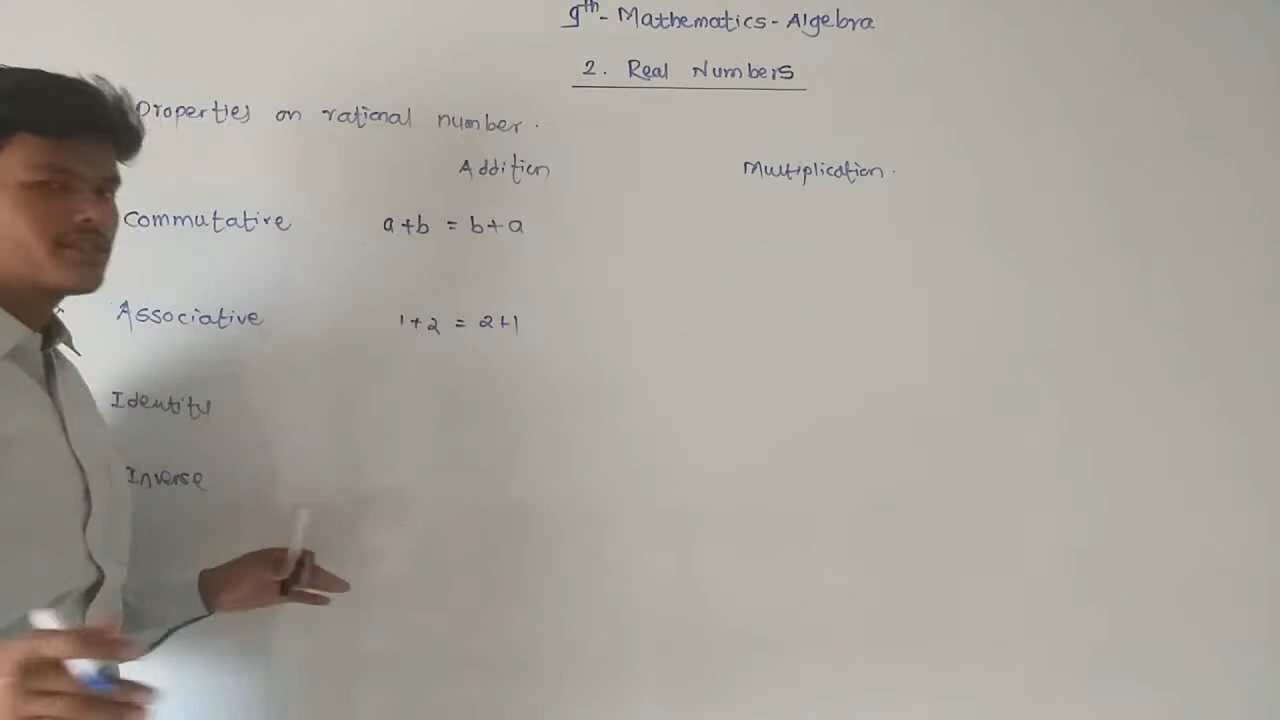 9th - Mathematics - Algebra
2. Real Numbers
Properties on rational number.
Addition Multiplication.
Commutative a+b = b+a
Associative 1+2 = 2+1
Identity
Inverse